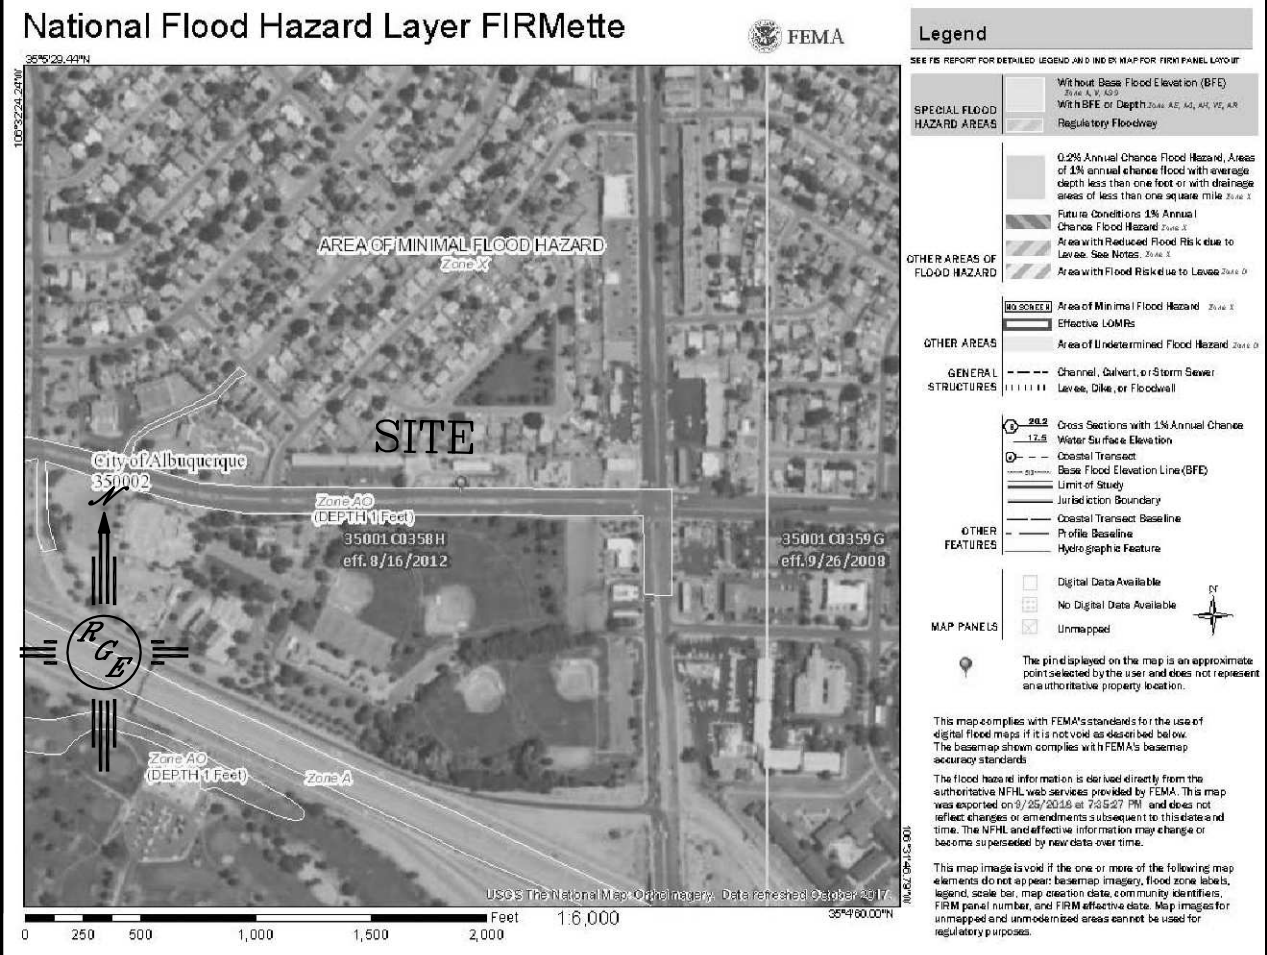 National Flood Hazard Layer FIRMette
FEMA
35°5'29.44"N
106°32'24.24"W
AREA OF MINIMAL FLOOD HAZARD
Zone X
SITE
City of Albuquerque
350002
N
Zone AO
(DEPTH 1 Feet)
35001C0358H
eff. 8/16/2012
35001C0359G
eff. 9/26/2008
RGE
Zone AO
(DEPTH 1 Feet)
Zone A
USGS The National Map: Orthoimagery. Data refreshed October 2017.
106°31'46.79"W
35°4'60.00"N
0 250 500 1,000 1,500 2,000
Feet
1:6,000
Legend
SEE FIS REPORT FOR DETAILED LEGEND AND INDEX MAP FOR FIRM PANEL LAYOUT
SPECIAL FLOOD
HAZARD AREAS
Without Base Flood Elevation (BFE)
Zone A, V, A99
With BFE or Depth Zone AE, AO, AH, VE, AR
Regulatory Floodway
OTHER AREAS OF
FLOOD HAZARD
0.2% Annual Chance Flood Hazard, Areas
of 1% annual chance flood with average
depth less than one foot or with drainage
areas of less than one square mile Zone X
Future Conditions 1% Annual
Chance Flood Hazard Zone X
Area with Reduced Flood Risk due to
Levee. See Notes. Zone X
Area with Flood Risk due to Levee Zone D
OTHER AREAS
NO SCREEN Area of Minimal Flood Hazard Zone X
Effective LOMRs
Area of Undetermined Flood Hazard Zone D
GENERAL
STRUCTURES
Channel, Culvert, or Storm Sewer
Levee, Dike, or Floodwall
OTHER
FEATURES
B 20.2 Cross Sections with 1% Annual Chance
17.5 Water Surface Elevation
Coastal Transect
513 Base Flood Elevation Line (BFE)
Limit of Study
Jurisdiction Boundary
Coastal Transect Baseline
Profile Baseline
Hydrographic Feature
MAP PANELS
Digital Data Available
No Digital Data Available
Unmapped
N
The pin displayed on the map is an approximate
point selected by the user and does not represent
an authoritative property location.
This map complies with FEMA's standards for the use of
digital flood maps if it is not void as described below.
The basemap shown complies with FEMA's basemap
accuracy standards
The flood hazard information is derived directly from the
authoritative NFHL web services provided by FEMA. This map
was exported on 9/25/2018 at 7:35:27 PM and does not
reflect changes or amendments subsequent to this date and
time. The NFHL and effective information may change or
become superseded by new data over time.
This map image is void if the one or more of the following map
elements do not appear: basemap imagery, flood zone labels,
legend, scale bar, map creation date, community identifiers,
FIRM panel number, and FIRM effective date. Map images for
unmapped and unmodernized areas cannot be used for
regulatory purposes.